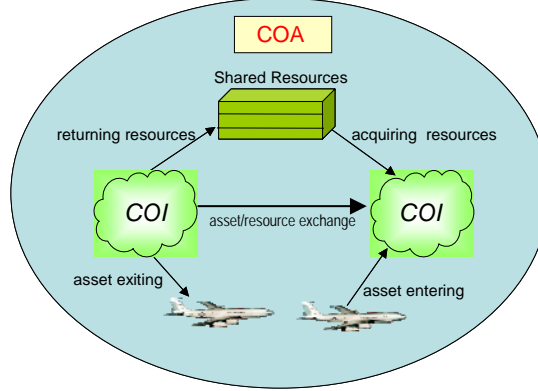 COA
Shared Resources
returning resources
acquiring resources
COI
COI
asset/resource exchange
asset exiting
asset entering